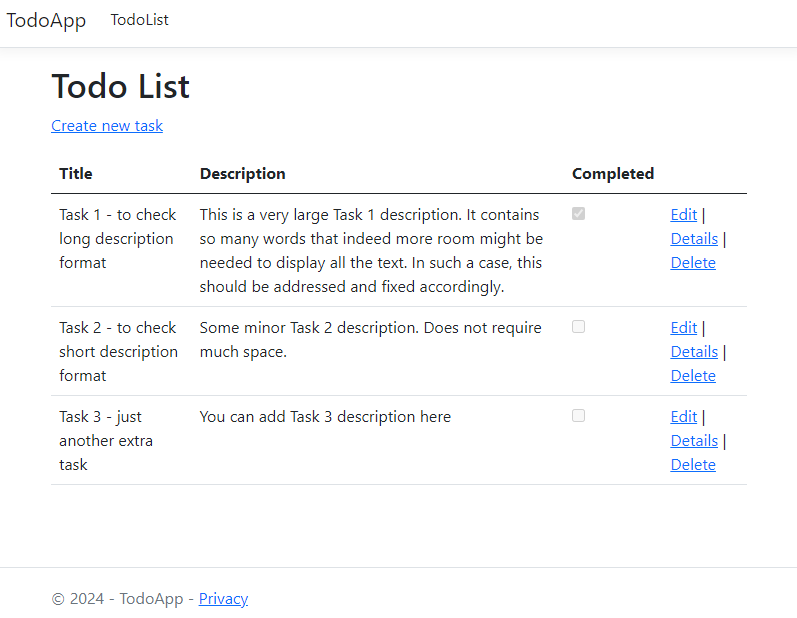 TodoApp TodoList
Todo List
Create new task
Title Description Completed
Task 1 - to check
long description
format
This is a very large Task 1 description. It contains
so many words that indeed more room might be
needed to display all the text. In such a case, this
should be addressed and fixed accordingly.
Edit |
Details |
Delete
Task 2 - to check
short description
format
Some minor Task 2 description. Does not require
much space.
Edit |
Details |
Delete
Task 3 - just
another extra
task
You can add Task 3 description here
Edit |
Details |
Delete
© 2024 - TodoApp - Privacy